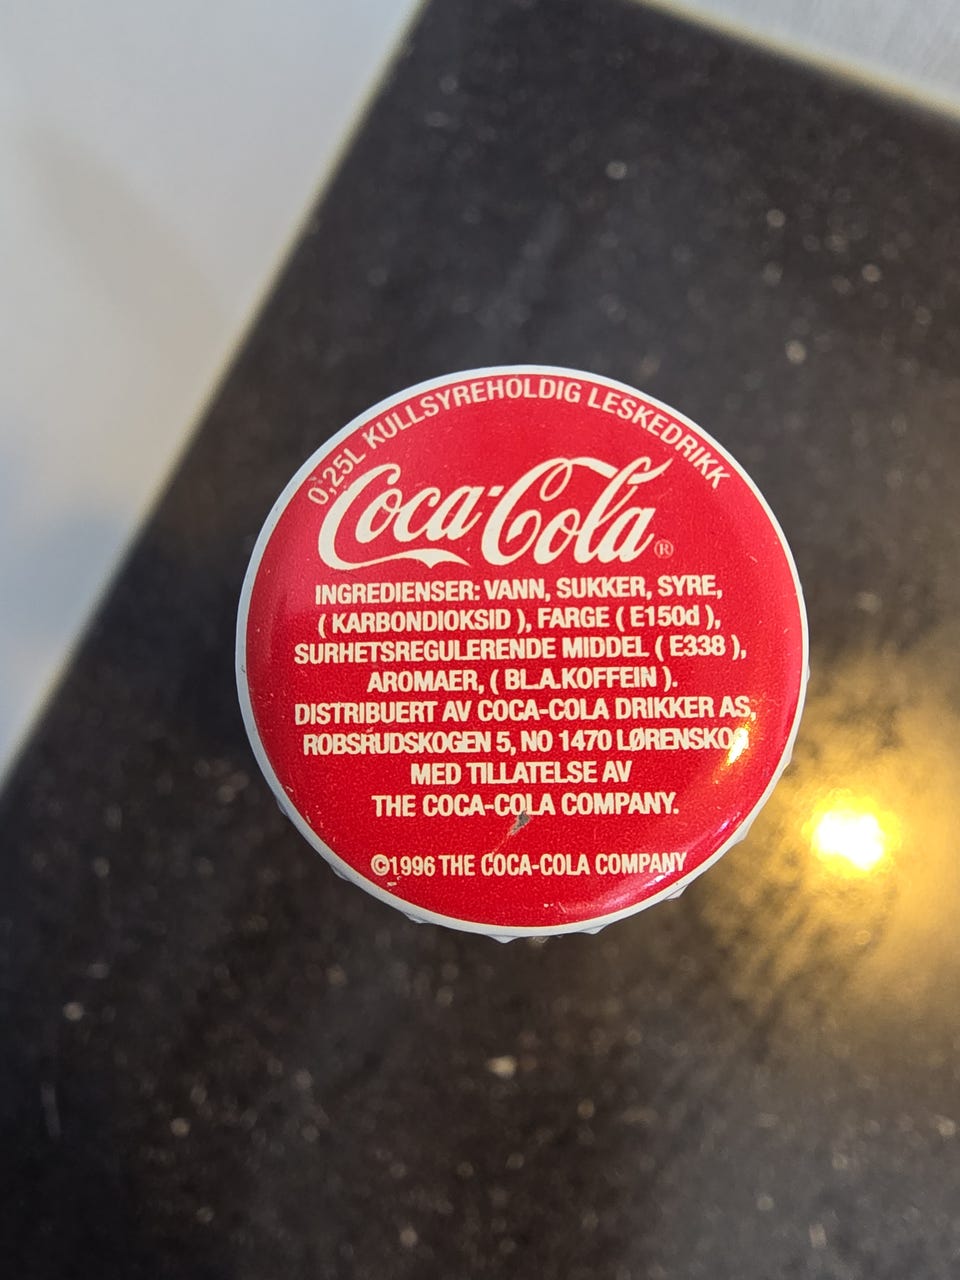 0,25L KULLSYREHOLDIG LESKEDRIKK
Coca-Cola®
INGREDIENSER: VANN, SUKKER, SYRE,
( KARBONDIOKSID ), FARGE ( E150d ),
SURHETSREGULERENDE MIDDEL ( E338 ),
AROMAER, ( BL.A.KOFFEIN ).
DISTRIBUERT AV COCA-COLA DRIKKER AS,
ROBSRUDSKOGEN 5, NO 1470 LØRENSKOG
MED TILLATELSE AV
THE COCA-COLA COMPANY.
©1996 THE COCA-COLA COMPANY